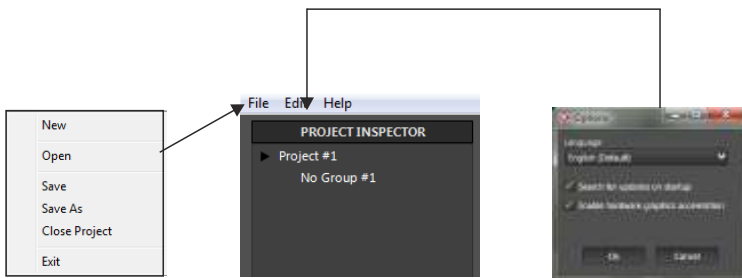 New
Open
Save
Save As
Close Project
Exit
File Edit Help
PROJECT INSPECTOR
Project #1
No Group #1
Options
Language
English (Default)
Search for updates on startup
Enable hardware graphics acceleration
Ok
Cancel